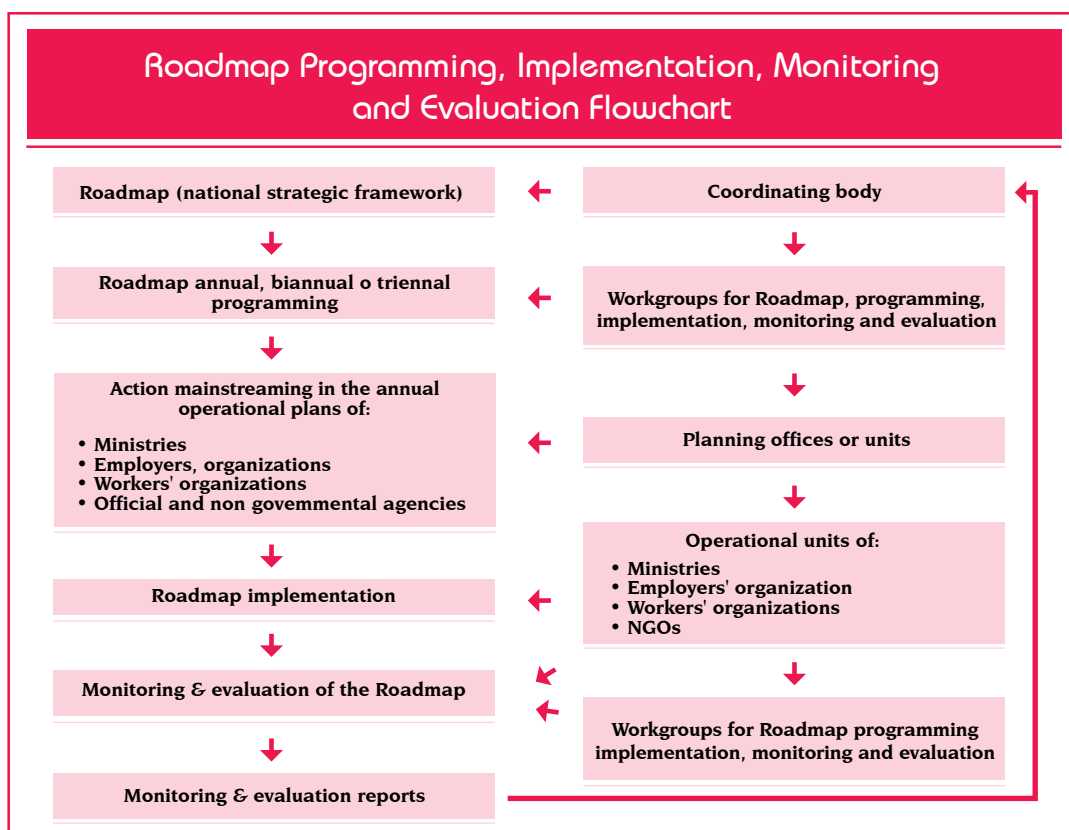 Roadmap Programming, Implementation, Monitoring
and Evaluation Flowchart
Roadmap (national strategic framework)
Coordinating body
Roadmap annual, biannual o triennal
programming
Workgroups for Roadmap, programming,
implementation, monitoring and evaluation
Action mainstreaming in the annual
operational plans of:
• Ministries
• Employers, organizations
• Workers' organizations
• Official and non govemmental agencies
Planning offices or units
Operational units of:
• Ministries
• Employers' organization
• Workers' organizations
• NGOs
Roadmap implementation
Monitoring & evaluation of the Roadmap
Workgroups for Roadmap programming
implementation, monitoring and evaluation
Monitoring & evaluation reports